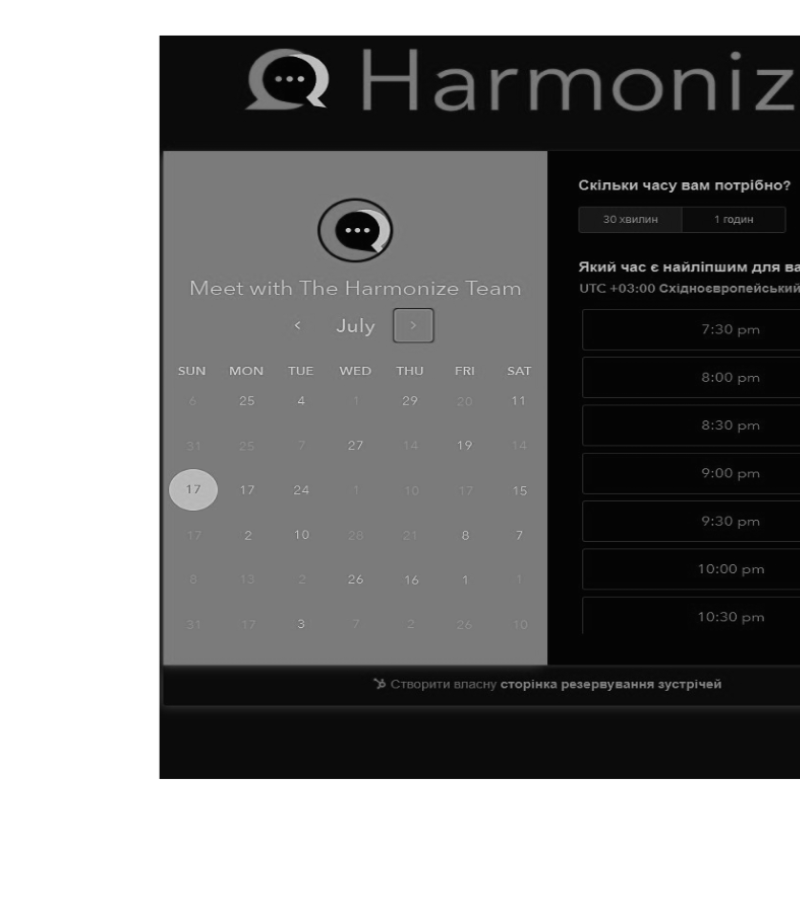 Harmoniz
Meet with The Harmonize Team
July
SUN MON TUE WED THU FRI SAT
6 25 4 1 29 20 11
31 25 7 27 14 19 14
17 17 24 1 10 17 15
17 2 10 28 21 8 7
8 13 2 26 16 1 1
31 17 3 7 2 26 10
Скільки часу вам потрібно?
30 хвилин 1 годин
Який час є найліпшим для ва
UTC +03:00 Східноєвропейський
7:30 pm
8:00 pm
8:30 pm
9:00 pm
9:30 pm
10:00 pm
10:30 pm
Створити власну сторінка резервування зустрічей